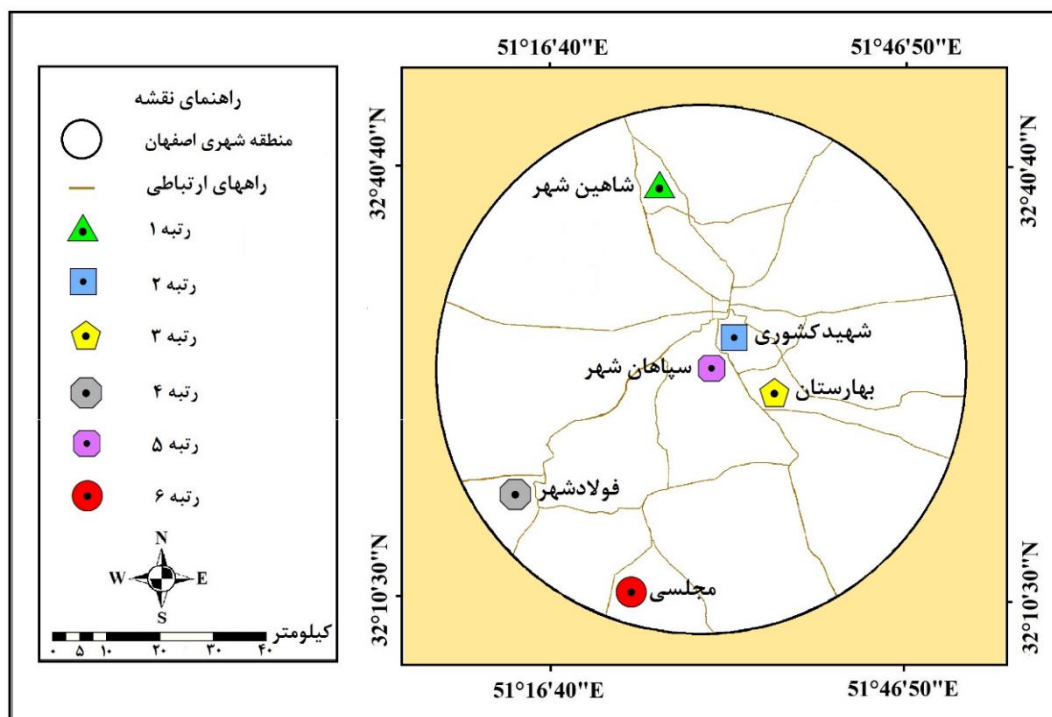 راهنمای نقشه
منطقه شهری اصفهان
راههای ارتباطی
رتبه ۱
رتبه ۲
رتبه ۳
رتبه ۴
رتبه ۵
رتبه ۶
N
W E
S
کیلومتر
۰ ۵ ۱۰ ۲۰ ۳۰ ۴۰
51°16'40"E 51°46'50"E
32°40'40"N 32°40'40"N
شاهین شهر
شهید کشوری
سپاهان شهر
بهارستان
فولادشهر
مجلسی
32°10'30"N 32°10'30"N
51°16'40"E 51°46'50"E